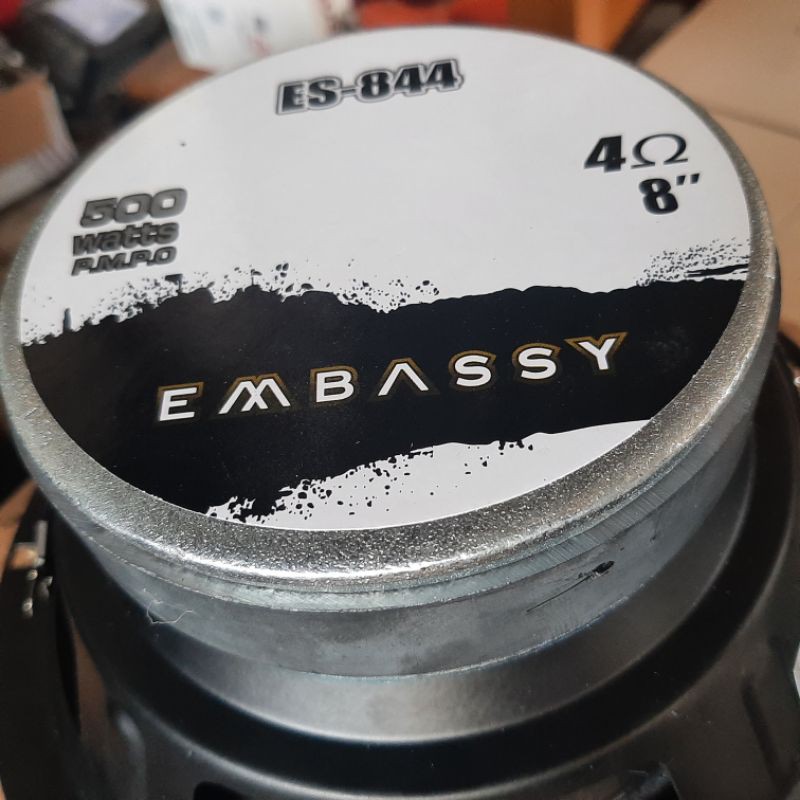 ES-844
4Ω
8"
500
watts
P.M.P.O
EMBASSY